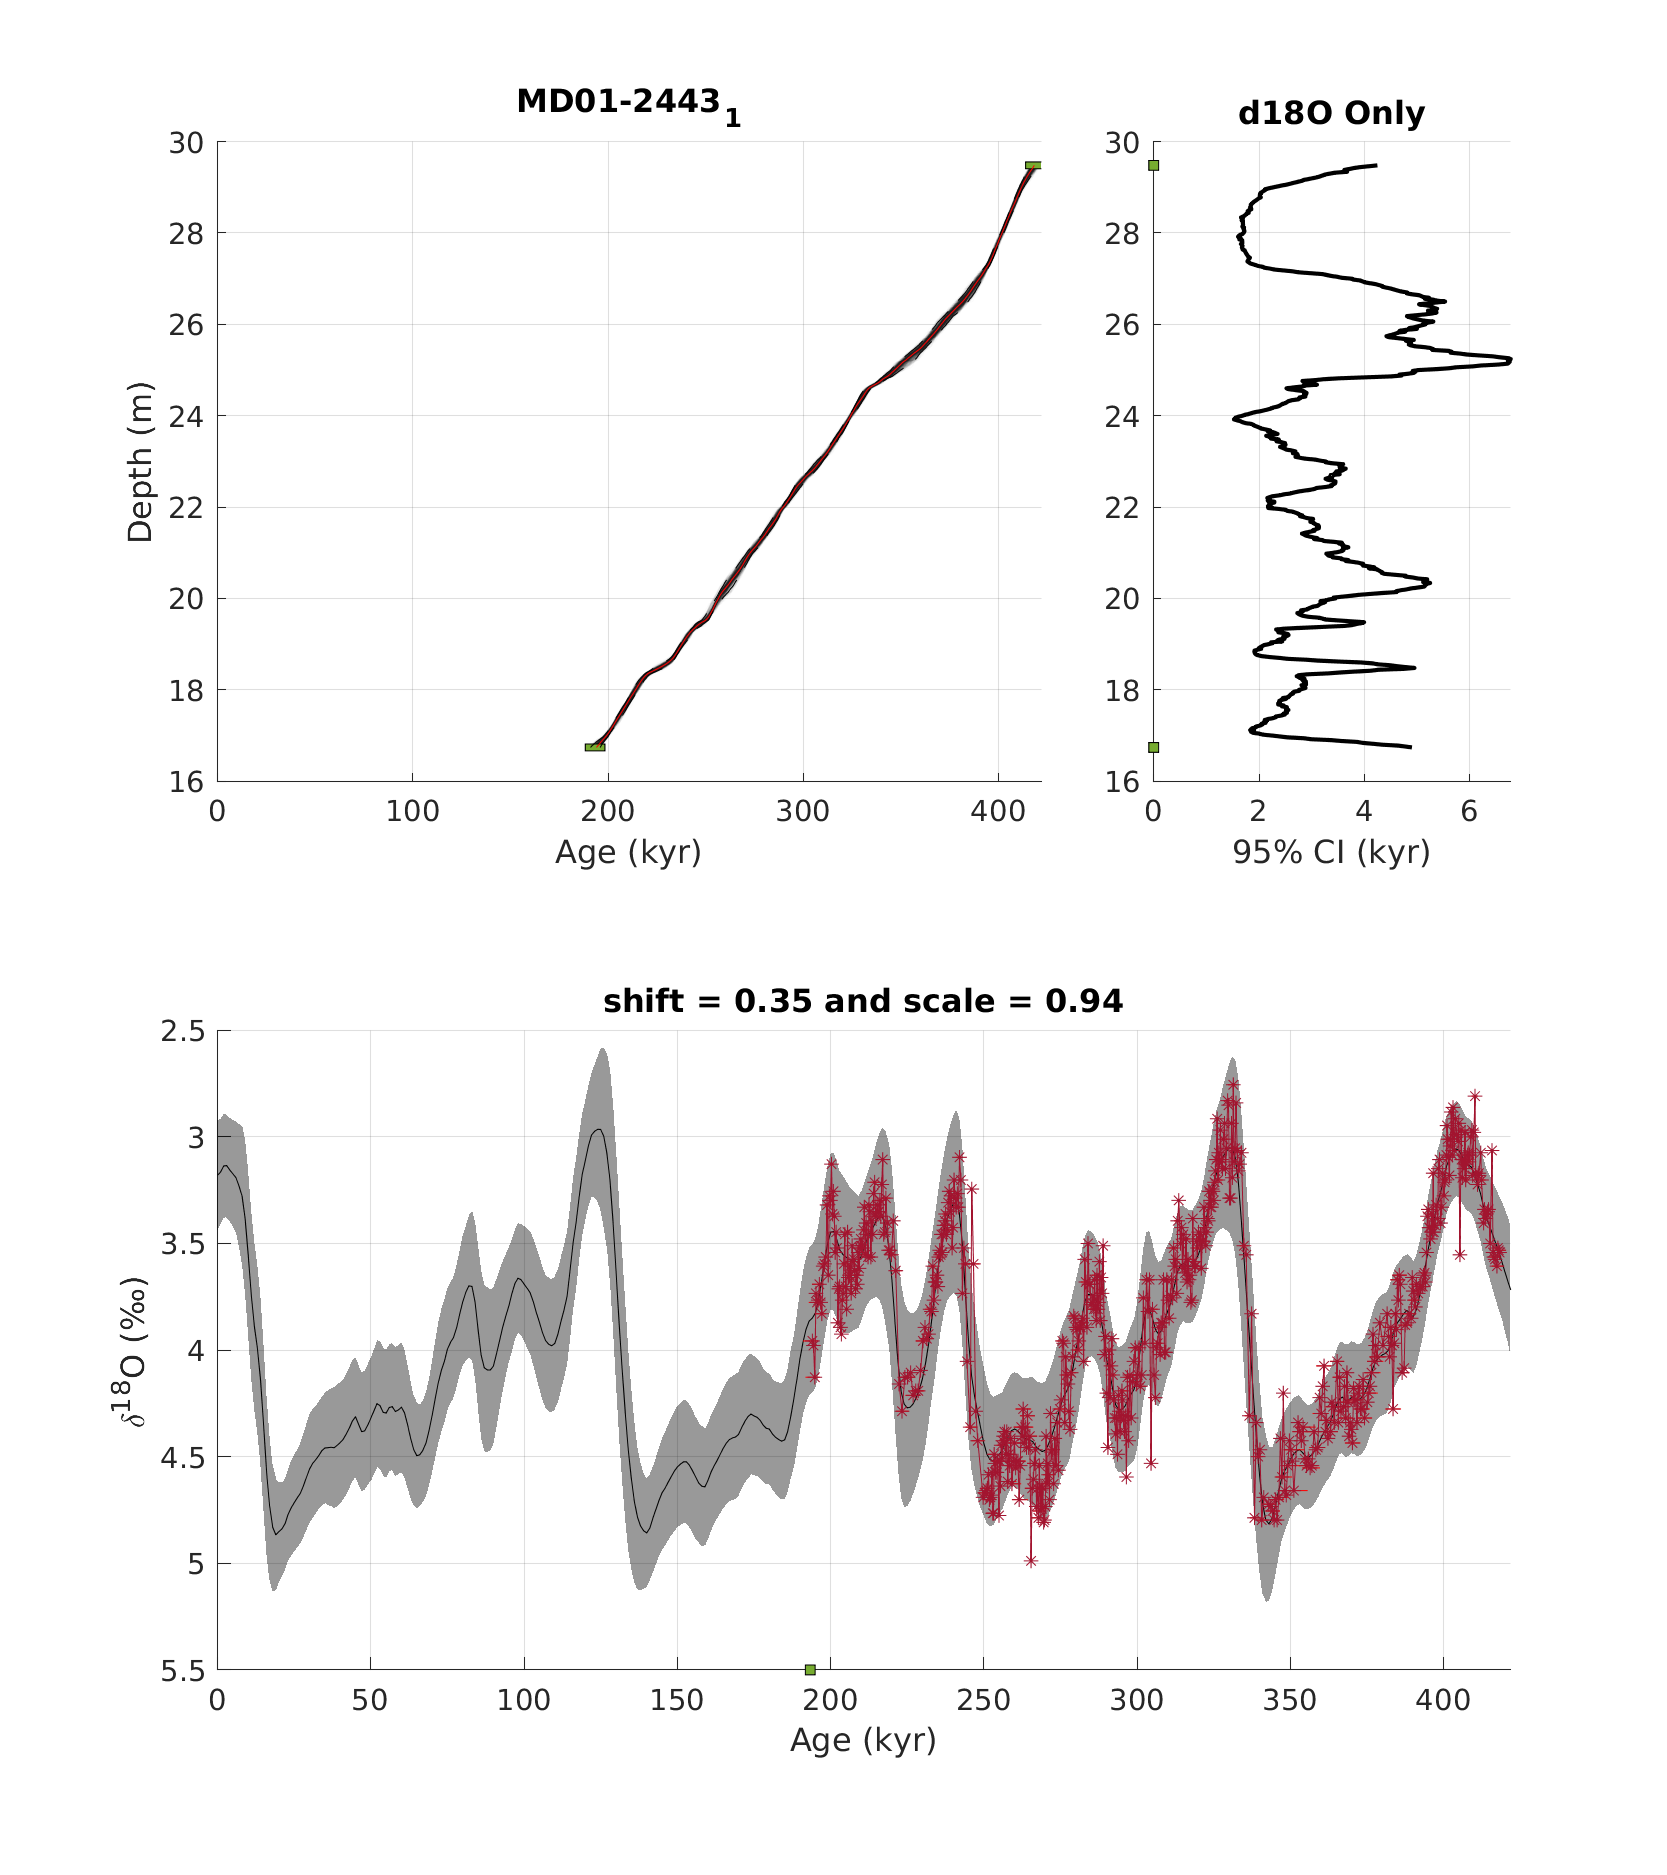 MD01-2443₁
d18O Only
30
28
26
24
22
20
18
16
Depth (m)
0 100 200 300 400
Age (kyr)
30
28
26
24
22
20
18
16
0 2 4 6
95% CI (kyr)
shift = 0.35 and scale = 0.94
2.5
3
3.5
4
4.5
5
5.5
δ¹⁸O (‰)
0 50 100 150 200 250 300 350 400
Age (kyr)